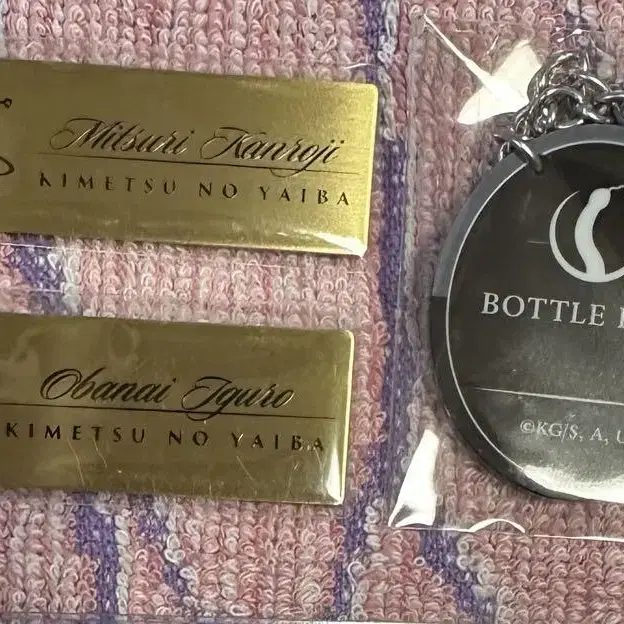 Mitsuri Kanroji
KIMETSU NO YAIBA
Obanai Iguro
KIMETSU NO YAIBA
BOTTLE
©KG/S, A, U